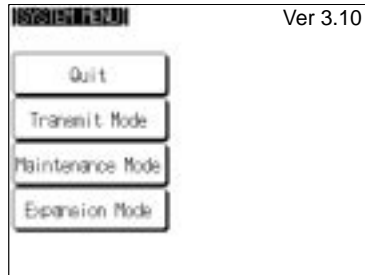 [SYSTEM MENU]
Ver 3.10
Quit
Transmit Mode
Maintenance Mode
Expansion Mode